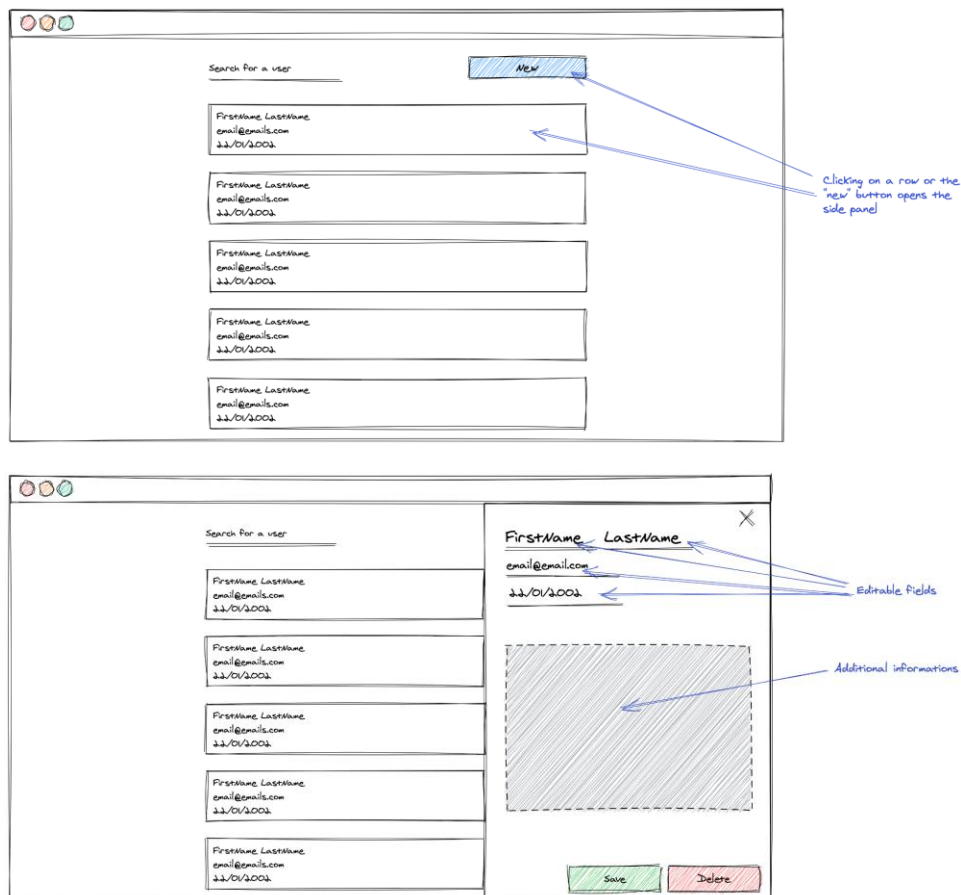 Search for a user
New
FirstName LastName
email@emails.com
22/01/2002
FirstName LastName
email@emails.com
22/01/2002
FirstName LastName
email@emails.com
22/01/2002
FirstName LastName
email@emails.com
22/01/2002
FirstName LastName
email@emails.com
22/01/2002
Clicking on a row or the
"new" button opens the
side panel
Search for a user
FirstName LastName
email@emails.com
22/01/2002
FirstName LastName
email@emails.com
22/01/2002
FirstName LastName
email@emails.com
22/01/2002
FirstName LastName
email@emails.com
22/01/2002
FirstName LastName
email@emails.com
22/01/2002
FirstName LastName
email@email.com
22/01/2002
Editable fields
Additional informations
Save
Delete